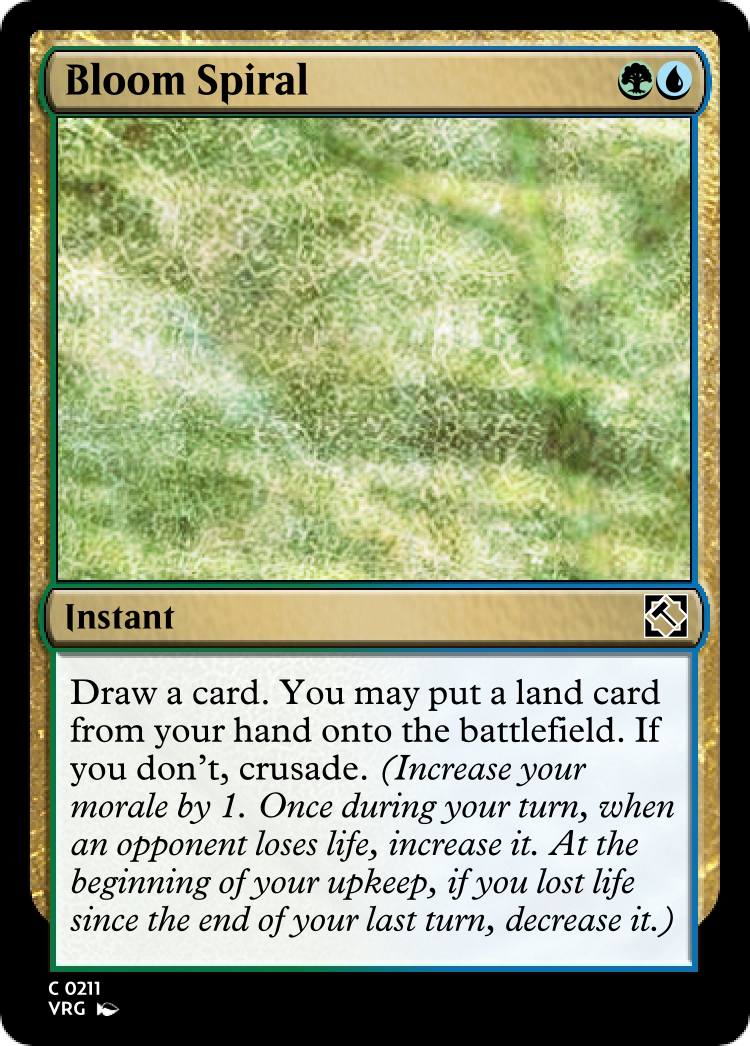 Bloom Spiral
Instant
Draw a card. You may put a land card
from your hand onto the battlefield. If
you don’t, crusade. (Increase your
morale by 1. Once during your turn, when
an opponent loses life, increase it. At the
beginning of your upkeep, if you lost life
since the end of your last turn, decrease it.)
C 0211
VRG